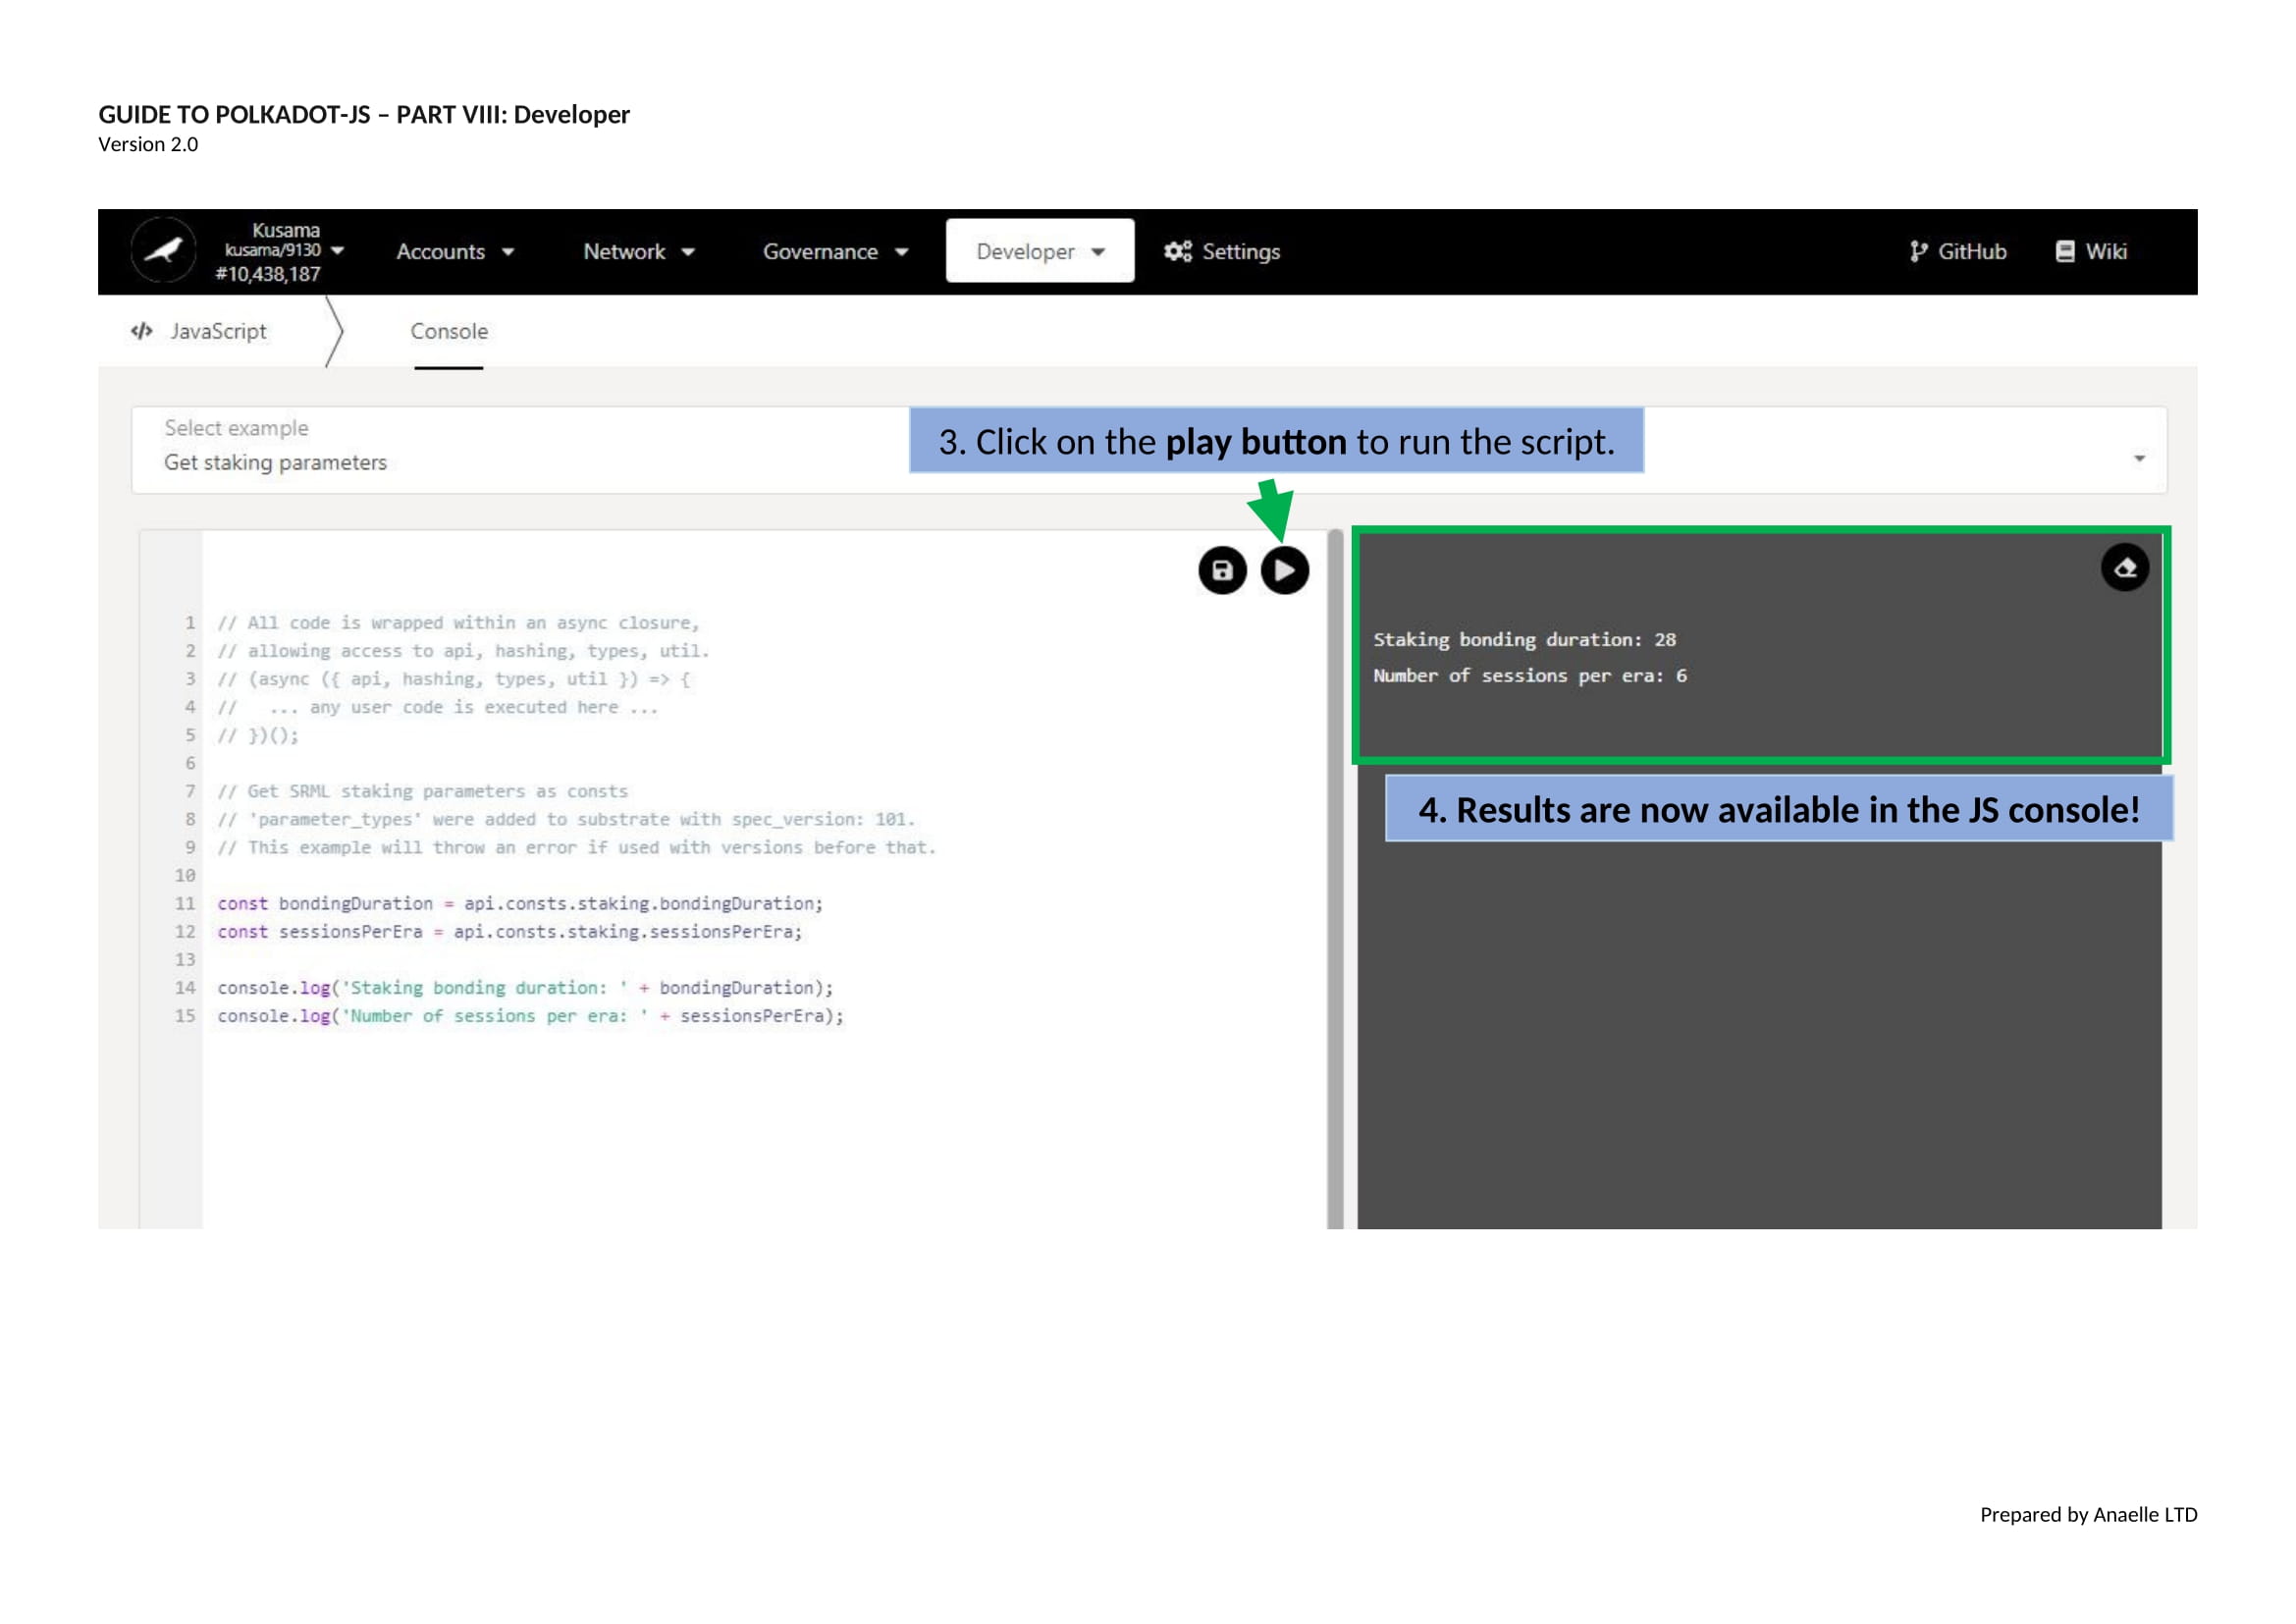 GUIDE TO POLKADOT-JS – PART VIII: Developer
Version 2.0
Kusama
kusama/9130
#10,438,187
Accounts
Network
Governance
Developer
Settings
GitHub
Wiki
JavaScript
Console
Select example
Get staking parameters
3. Click on the play button to run the script.
1 // All code is wrapped within an async closure,
2 // allowing access to api, hashing, types, util.
3 // (async ({ api, hashing, types, util }) => {
4 //   ... any user code is executed here ...
5 // })();
6
7 // Get SRML staking parameters as consts
8 // 'parameter_types' were added to substrate with spec_version: 101.
9 // This example will throw an error if used with versions before that.
10
11 const bondingDuration = api.consts.staking.bondingDuration;
12 const sessionsPerEra = api.consts.staking.sessionsPerEra;
13
14 console.log('Staking bonding duration: ' + bondingDuration);
15 console.log('Number of sessions per era: ' + sessionsPerEra);
Staking bonding duration: 28
Number of sessions per era: 6
4. Results are now available in the JS console!
Prepared by Anaelle LTD